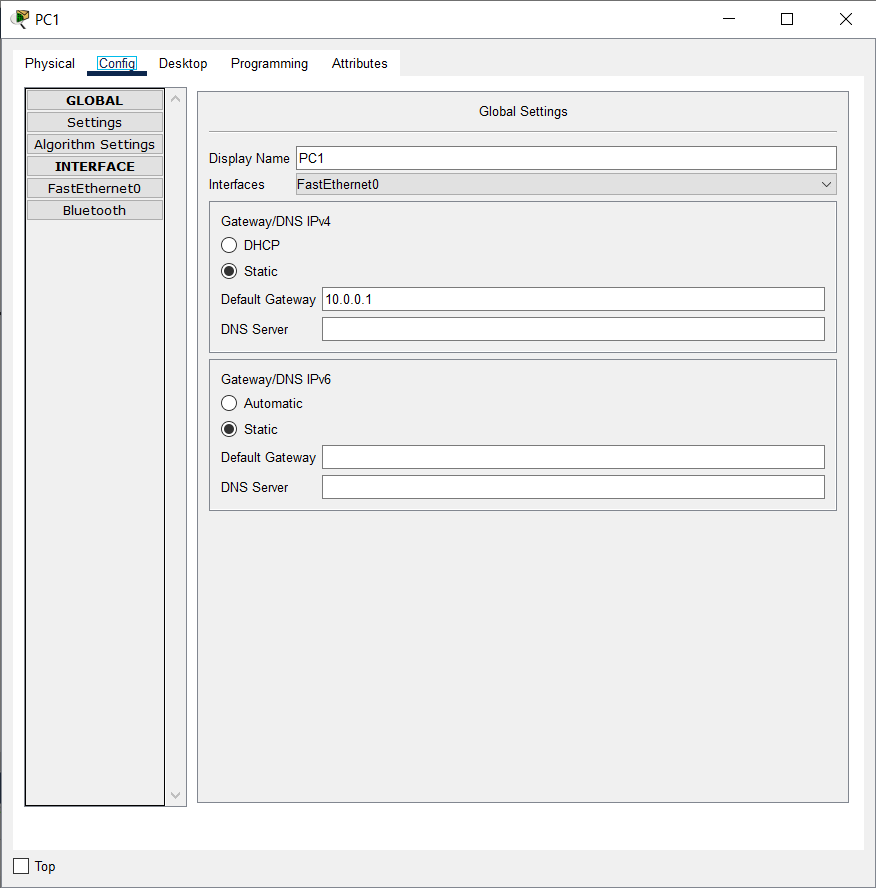 PC1
Physical Config Desktop Programming Attributes
GLOBAL
Settings
Algorithm Settings
INTERFACE
FastEthernet0
Bluetooth
Global Settings
Display Name PC1
Interfaces FastEthernet0
Gateway/DNS IPv4
DHCP
Static
Default Gateway 10.0.0.1
DNS Server
Gateway/DNS IPv6
Automatic
Static
Default Gateway
DNS Server
Top